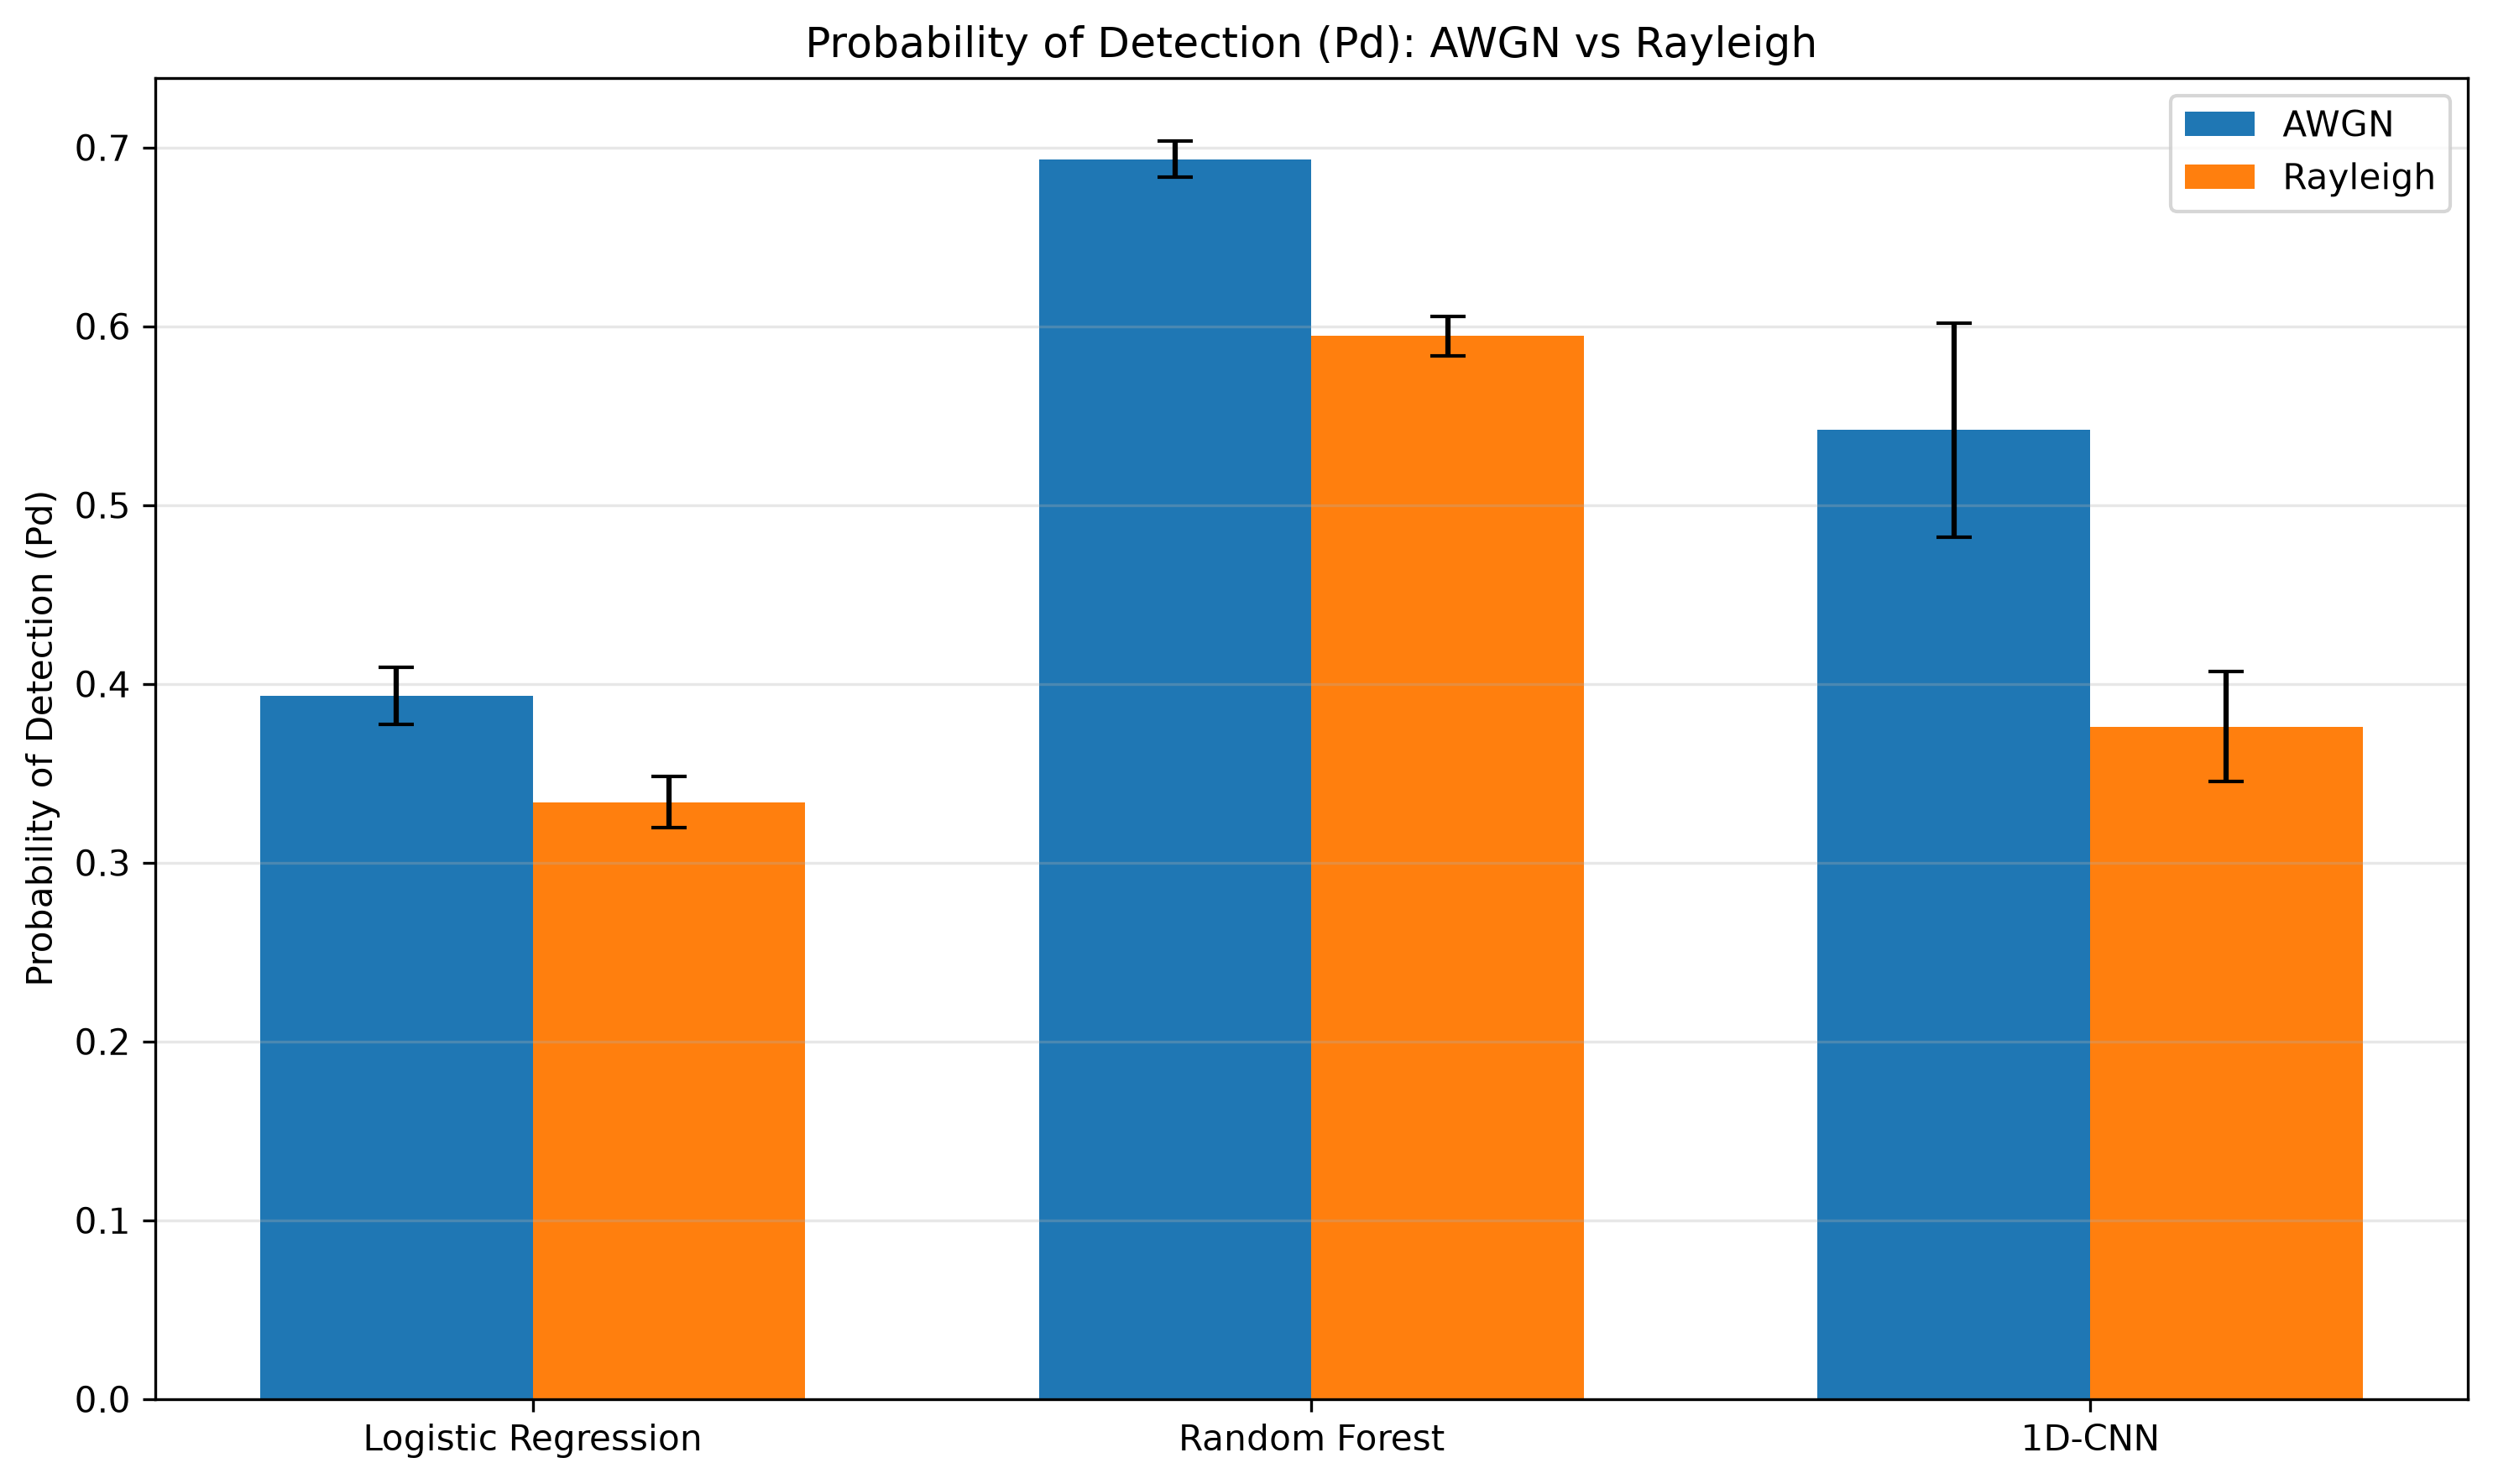 Probability of Detection (Pd): AWGN vs Rayleigh
AWGN
Rayleigh
Probability of Detection (Pd)
0.7
0.6
0.5
0.4
0.3
0.2
0.1
0.0
Logistic Regression
Random Forest
1D-CNN